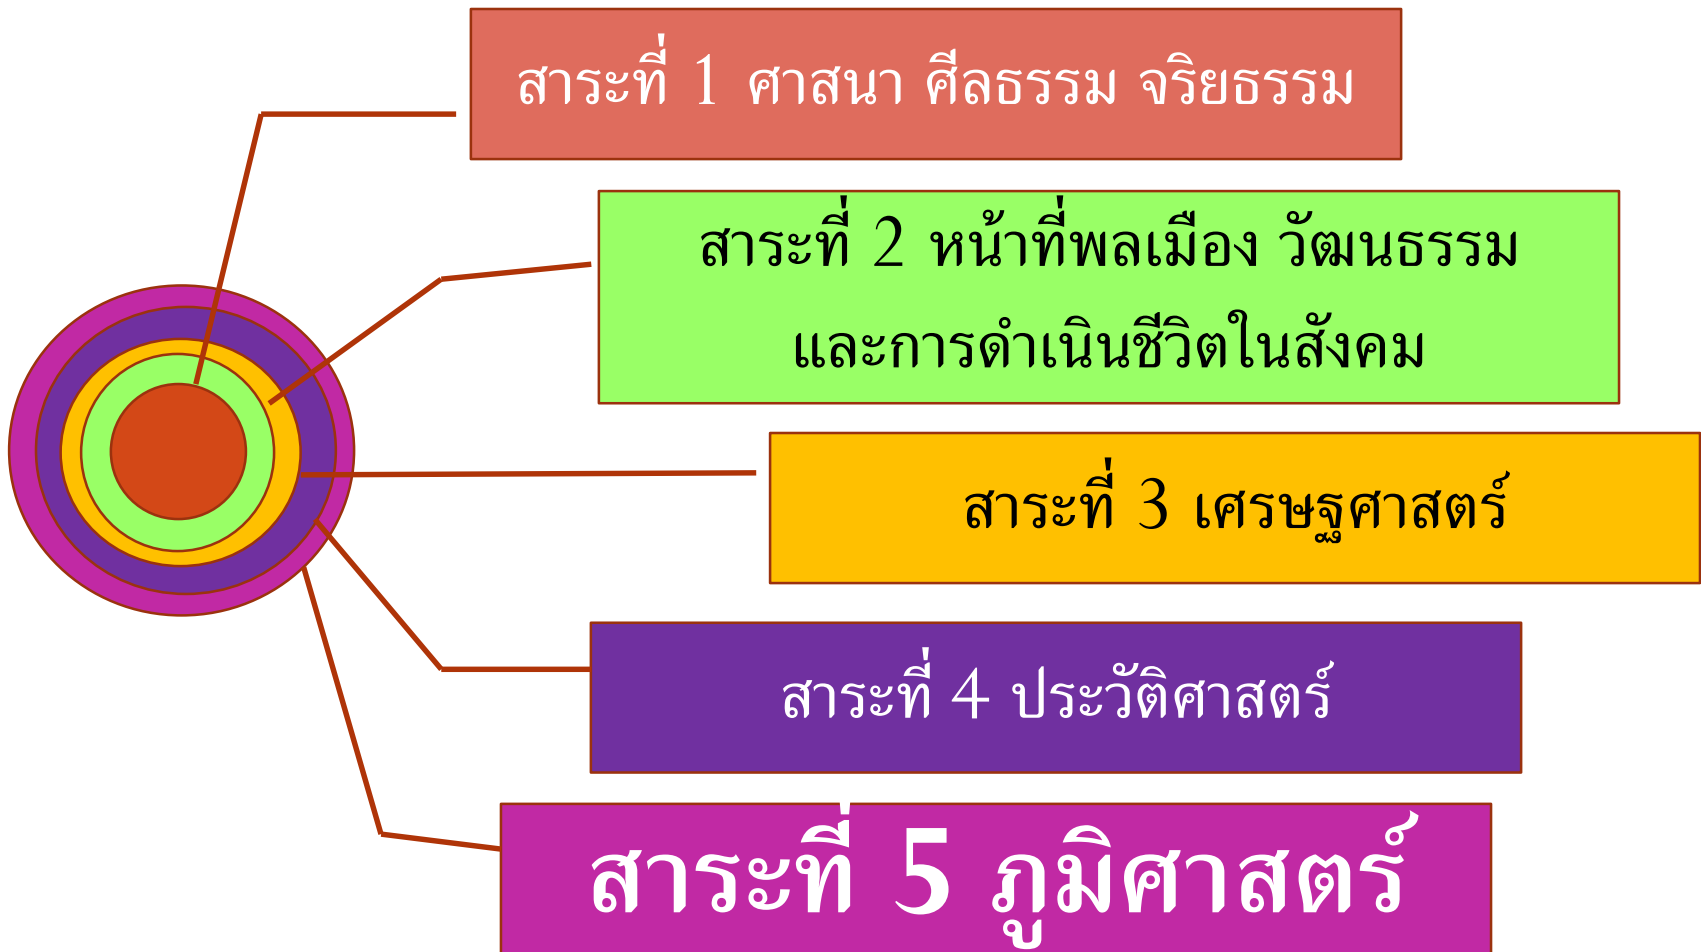 สาระที่ 1 ศาสนา ศีลธรรม จริยธรรม
สาระที่ 2 หน้าที่พลเมือง วัฒนธรรม
และการดำเนินชีวิตในสังคม
สาระที่ 3 เศรษฐศาสตร์
สาระที่ 4 ประวัติศาสตร์
สาระที่ 5 ภูมิศาสตร์